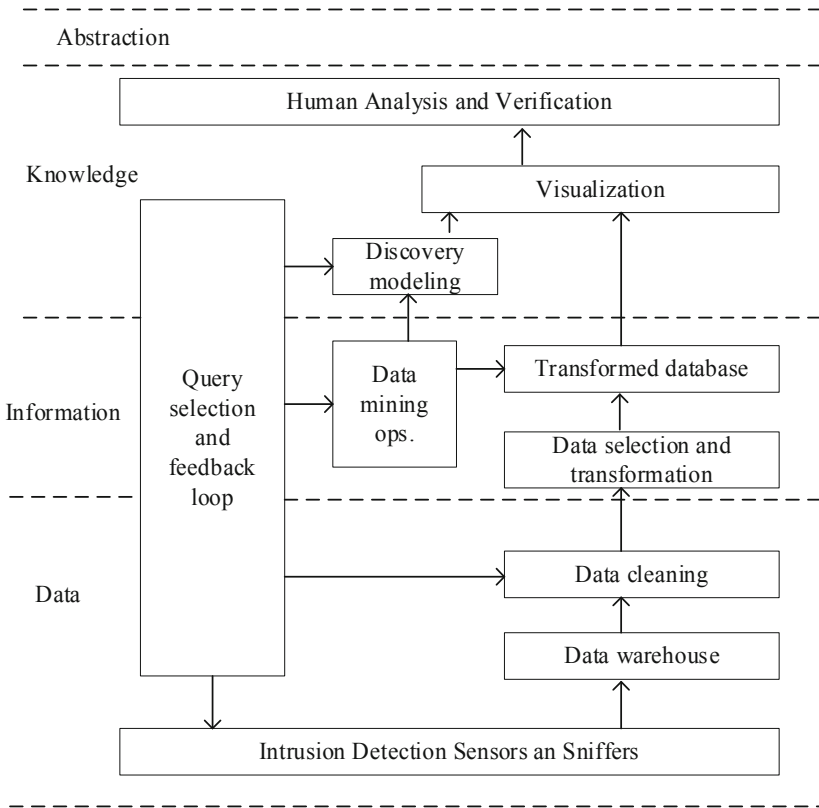 Abstraction
Human Analysis and Verification
Knowledge
Visualization
Discovery
modeling
Query
selection
and
feedback
loop
Data
mining
ops.
Transformed database
Information
Data selection and
transformation
Data cleaning
Data
Data warehouse
Intrusion Detection Sensors an Sniffers